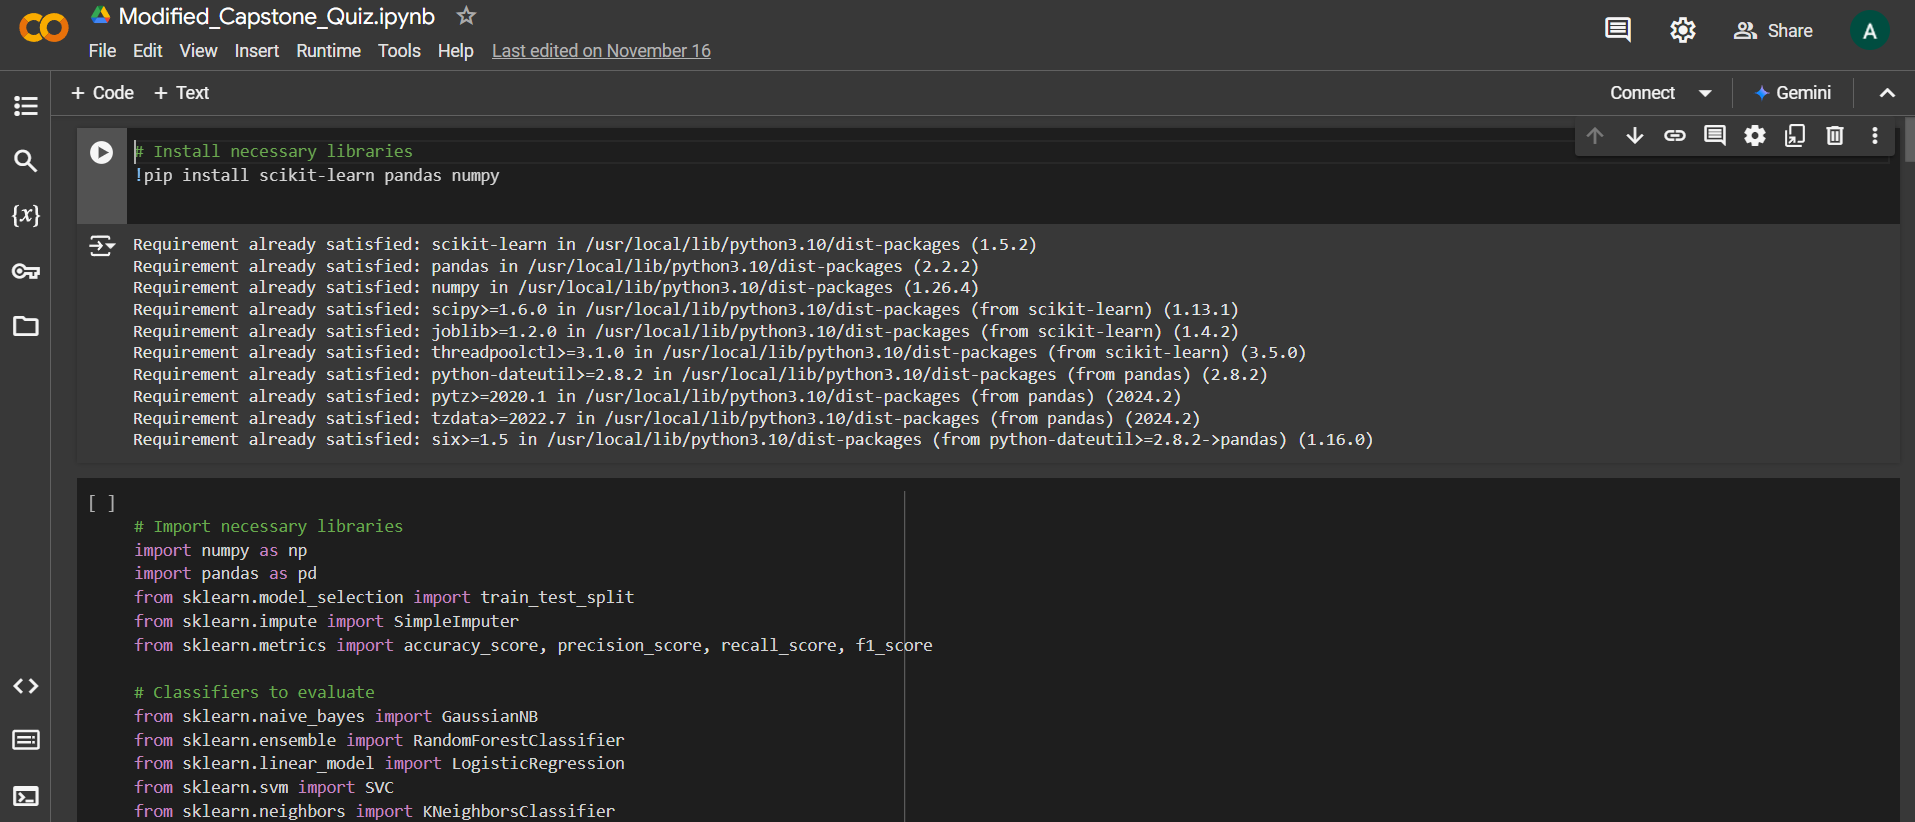 Modified_Capstone_Quiz.ipynb
File Edit View Insert Runtime Tools Help Last edited on November 16
Share
A
+ Code + Text
Connect
Gemini
# Install necessary libraries
!pip install scikit-learn pandas numpy
Requirement already satisfied: scikit-learn in /usr/local/lib/python3.10/dist-packages (1.5.2)
Requirement already satisfied: pandas in /usr/local/lib/python3.10/dist-packages (2.2.2)
Requirement already satisfied: numpy in /usr/local/lib/python3.10/dist-packages (1.26.4)
Requirement already satisfied: scipy>=1.6.0 in /usr/local/lib/python3.10/dist-packages (from scikit-learn) (1.13.1)
Requirement already satisfied: joblib>=1.2.0 in /usr/local/lib/python3.10/dist-packages (from scikit-learn) (1.4.2)
Requirement already satisfied: threadpoolctl>=3.1.0 in /usr/local/lib/python3.10/dist-packages (from scikit-learn) (3.5.0)
Requirement already satisfied: python-dateutil>=2.8.2 in /usr/local/lib/python3.10/dist-packages (from pandas) (2.8.2)
Requirement already satisfied: pytz>=2020.1 in /usr/local/lib/python3.10/dist-packages (from pandas) (2024.2)
Requirement already satisfied: tzdata>=2022.7 in /usr/local/lib/python3.10/dist-packages (from pandas) (2024.2)
Requirement already satisfied: six>=1.5 in /usr/local/lib/python3.10/dist-packages (from python-dateutil>=2.8.2->pandas) (1.16.0)
[ ]
# Import necessary libraries
import numpy as np
import pandas as pd
from sklearn.model_selection import train_test_split
from sklearn.impute import SimpleImputer
from sklearn.metrics import accuracy_score, precision_score, recall_score, f1_score
# Classifiers to evaluate
from sklearn.naive_bayes import GaussianNB
from sklearn.ensemble import RandomForestClassifier
from sklearn.linear_model import LogisticRegression
from sklearn.svm import SVC
from sklearn.neighbors import KNeighborsClassifier